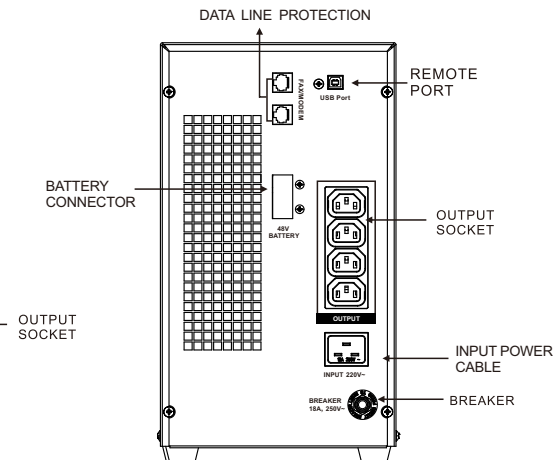 DATA LINE PROTECTION
FAX/MODEM
USB Port
REMOTE
PORT
BATTERY
CONNECTOR
48V
BATTERY
OUTPUT
SOCKET
OUTPUT
OUTPUT
SOCKET
INPUT 220V~
INPUT POWER
CABLE
BREAKER
18A, 250V~
BREAKER